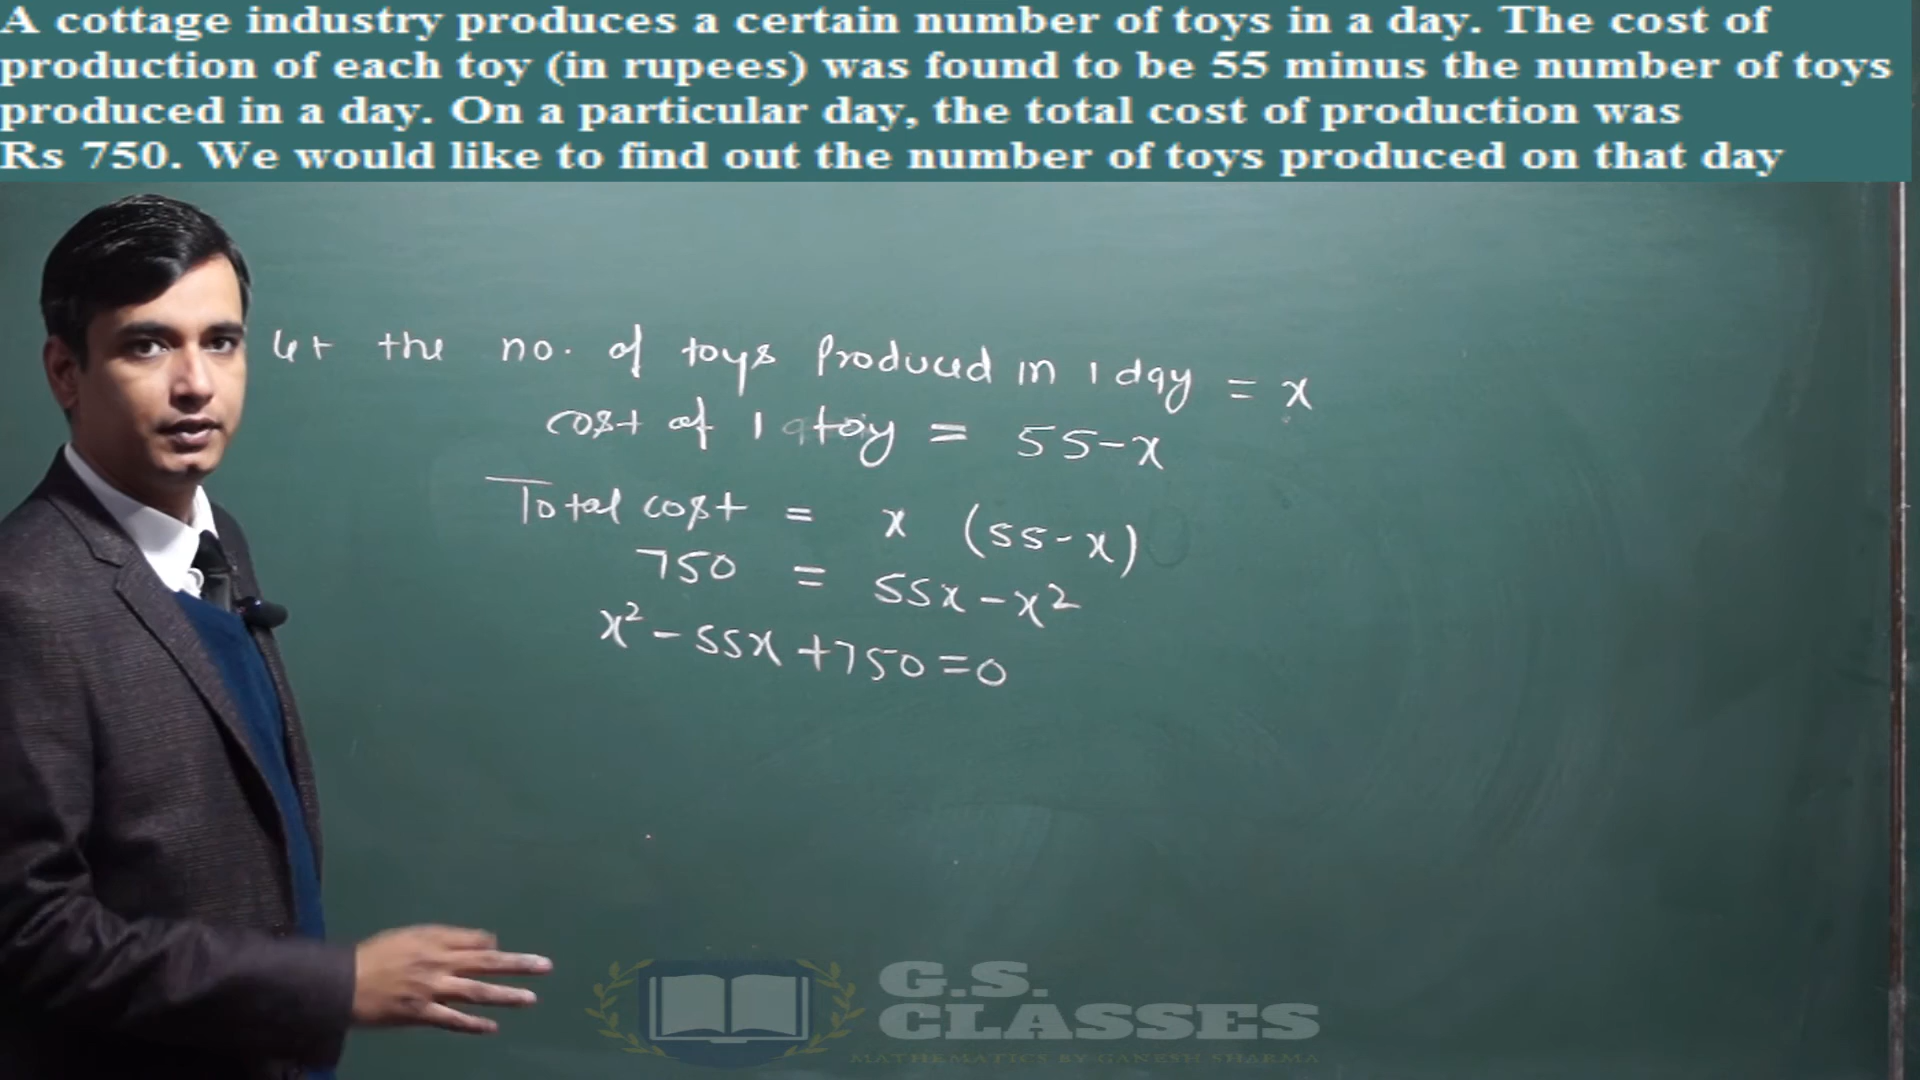 A cottage industry produces a certain number of toys in a day. The cost of
production of each toy (in rupees) was found to be 55 minus the number of toys
produced in a day. On a particular day, the total cost of production was
Rs 750. We would like to find out the number of toys produced on that day
Let the no. of toys Produced in 1 day = x
cost of 1 toy = 55-x
Total cost = x (55-x)
750 = 55x-x²
x²-55x+750=0
G.S.
CLASSES
MATHEMATICS BY GANESH SHARMA